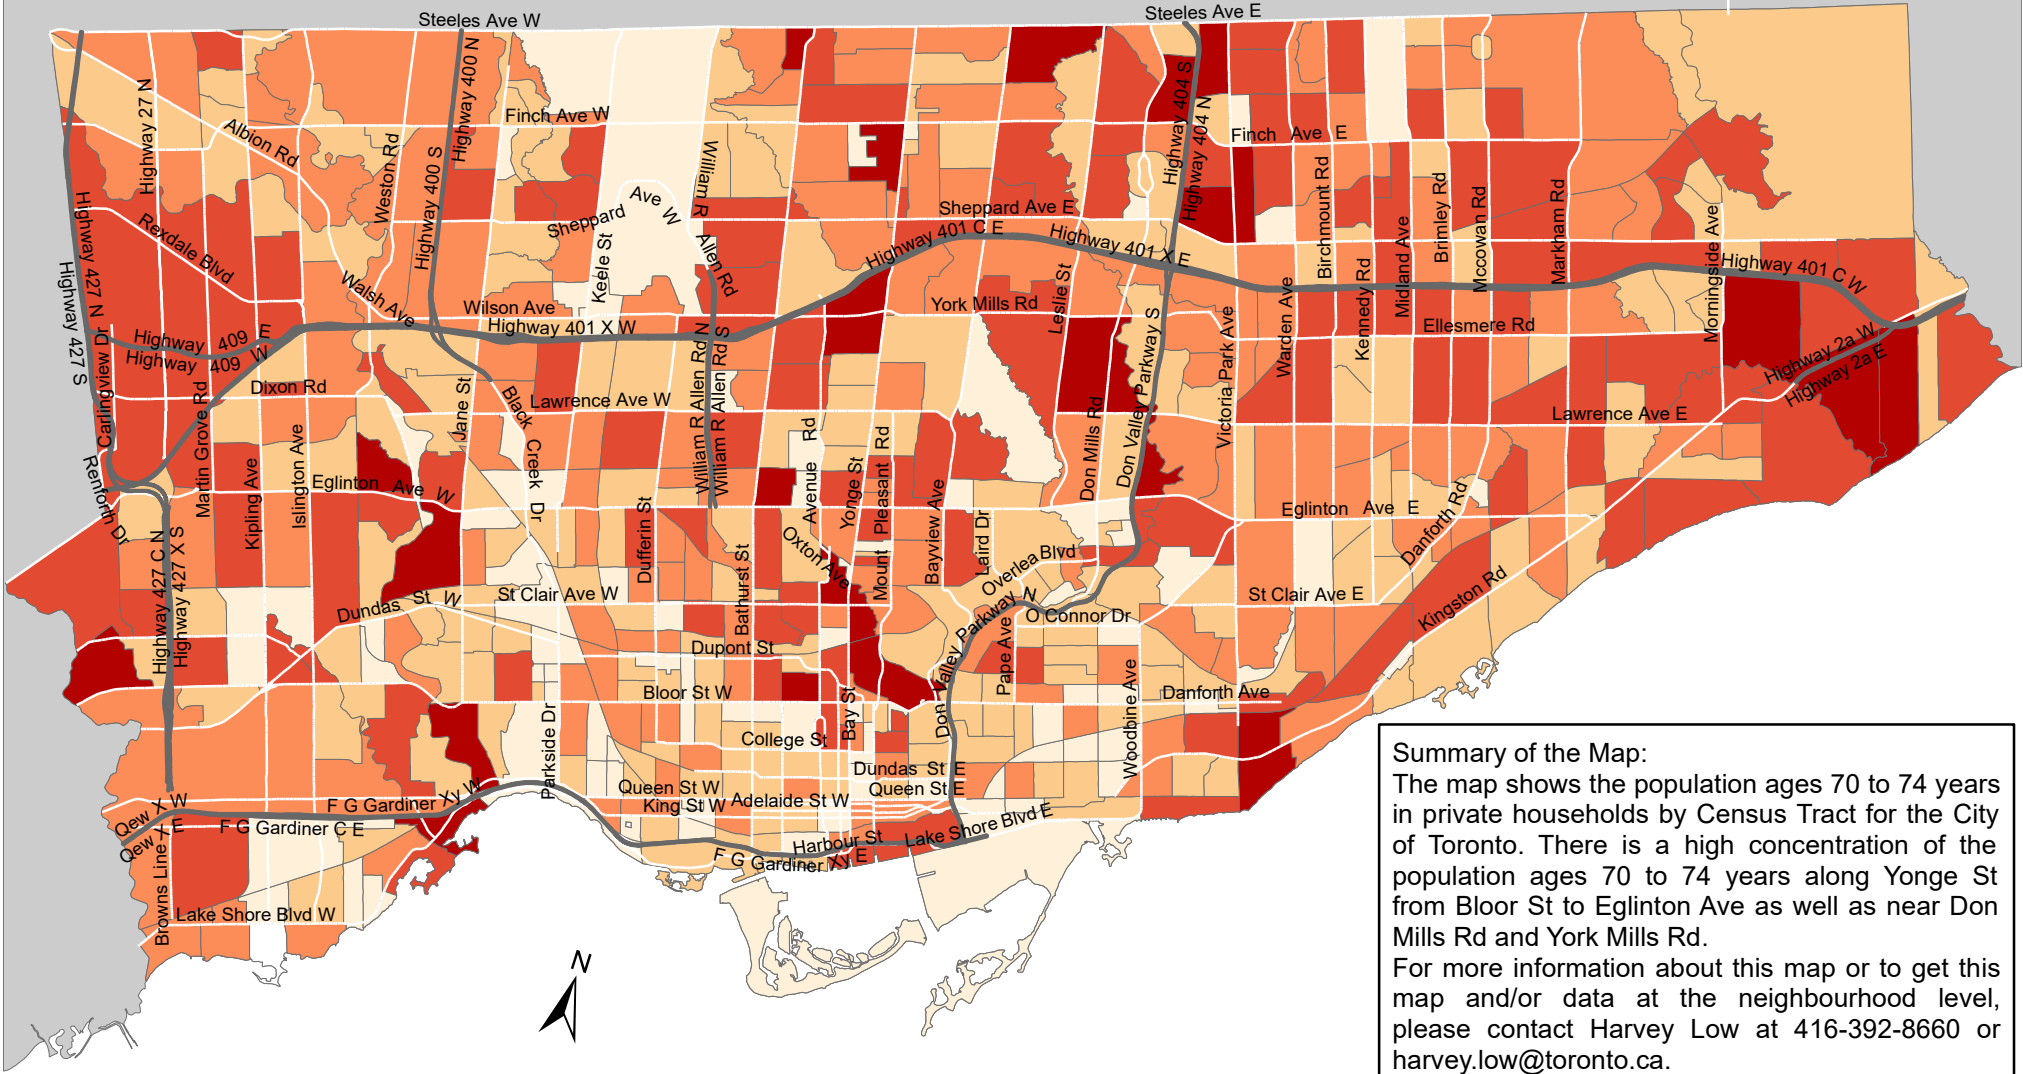 Steeles Ave W
Steeles Ave E
Highway 27 N
Albion Rd
Weston Rd
Highway 400 N
Highway 400 S
Finch Ave W
William R
Allen Rd
Sheppard Ave W
Keele St
Highway 404 S
Highway 404 N
Finch Ave E
Sheppard Ave E
Highway 401 C E
Highway 401 X E
Birchmount Rd
Kennedy Rd
Midland Ave
Brimley Rd
Mccowan Rd
Markham Rd
Morningside Ave
Highway 401 C W
Highway 427 N
Highway 427 S
Rexdale Blvd
Walsh Ave
Wilson Ave
Highway 401 X W
York Mills Rd
Leslie St
Warden Ave
Ellesmere Rd
Highway 409 E
Highway 409 W
Carlingview Dr
Dixon Rd
Martin Grove Rd
Jane St
Black Creek Dr
Lawrence Ave W
William R Allen Rd N
William R Allen Rd S
Don Valley Parkway S
Victoria Park Ave
Highway 2a W
Highway 2a E
Lawrence Ave E
Renforth Dr
Kipling Ave
Islington Ave
Eglinton Ave W
Dufferin St
Bathurst St
Avenue Rd
Yonge St
Mount Pleasant Rd
Oxton Ave
Bayview Ave
Laird Dr
Overlea Blvd
Don Mills Rd
Eglinton Ave E
Danforth Rd
Highway 427 C N
Highway 427 X S
Dundas St W
St Clair Ave W
St Clair Ave E
Kingston Rd
Don Valley Parkway N
O Connor Dr
Pape Ave
Dupont St
Bloor St W
Bay St
Woodbine Ave
Danforth Ave
Parkside Dr
College St
Dundas St E
Queen St E
Queen St W
King St W
Adelaide St W
Qew X W
Qew X E
F G Gardiner Xy W
F G Gardiner C E
Browns Line
Harbour St
Lake Shore Blvd E
F G Gardiner Xy E
Lake Shore Blvd W
N
Summary of the Map:
The map shows the population ages 70 to 74 years
in private households by Census Tract for the City
of Toronto. There is a high concentration of the
population ages 70 to 74 years along Yonge St
from Bloor St to Eglinton Ave as well as near Don
Mills Rd and York Mills Rd.
For more information about this map or to get this
map and/or data at the neighbourhood level,
please contact Harvey Low at 416-392-8660 or
harvey.low@toronto.ca.